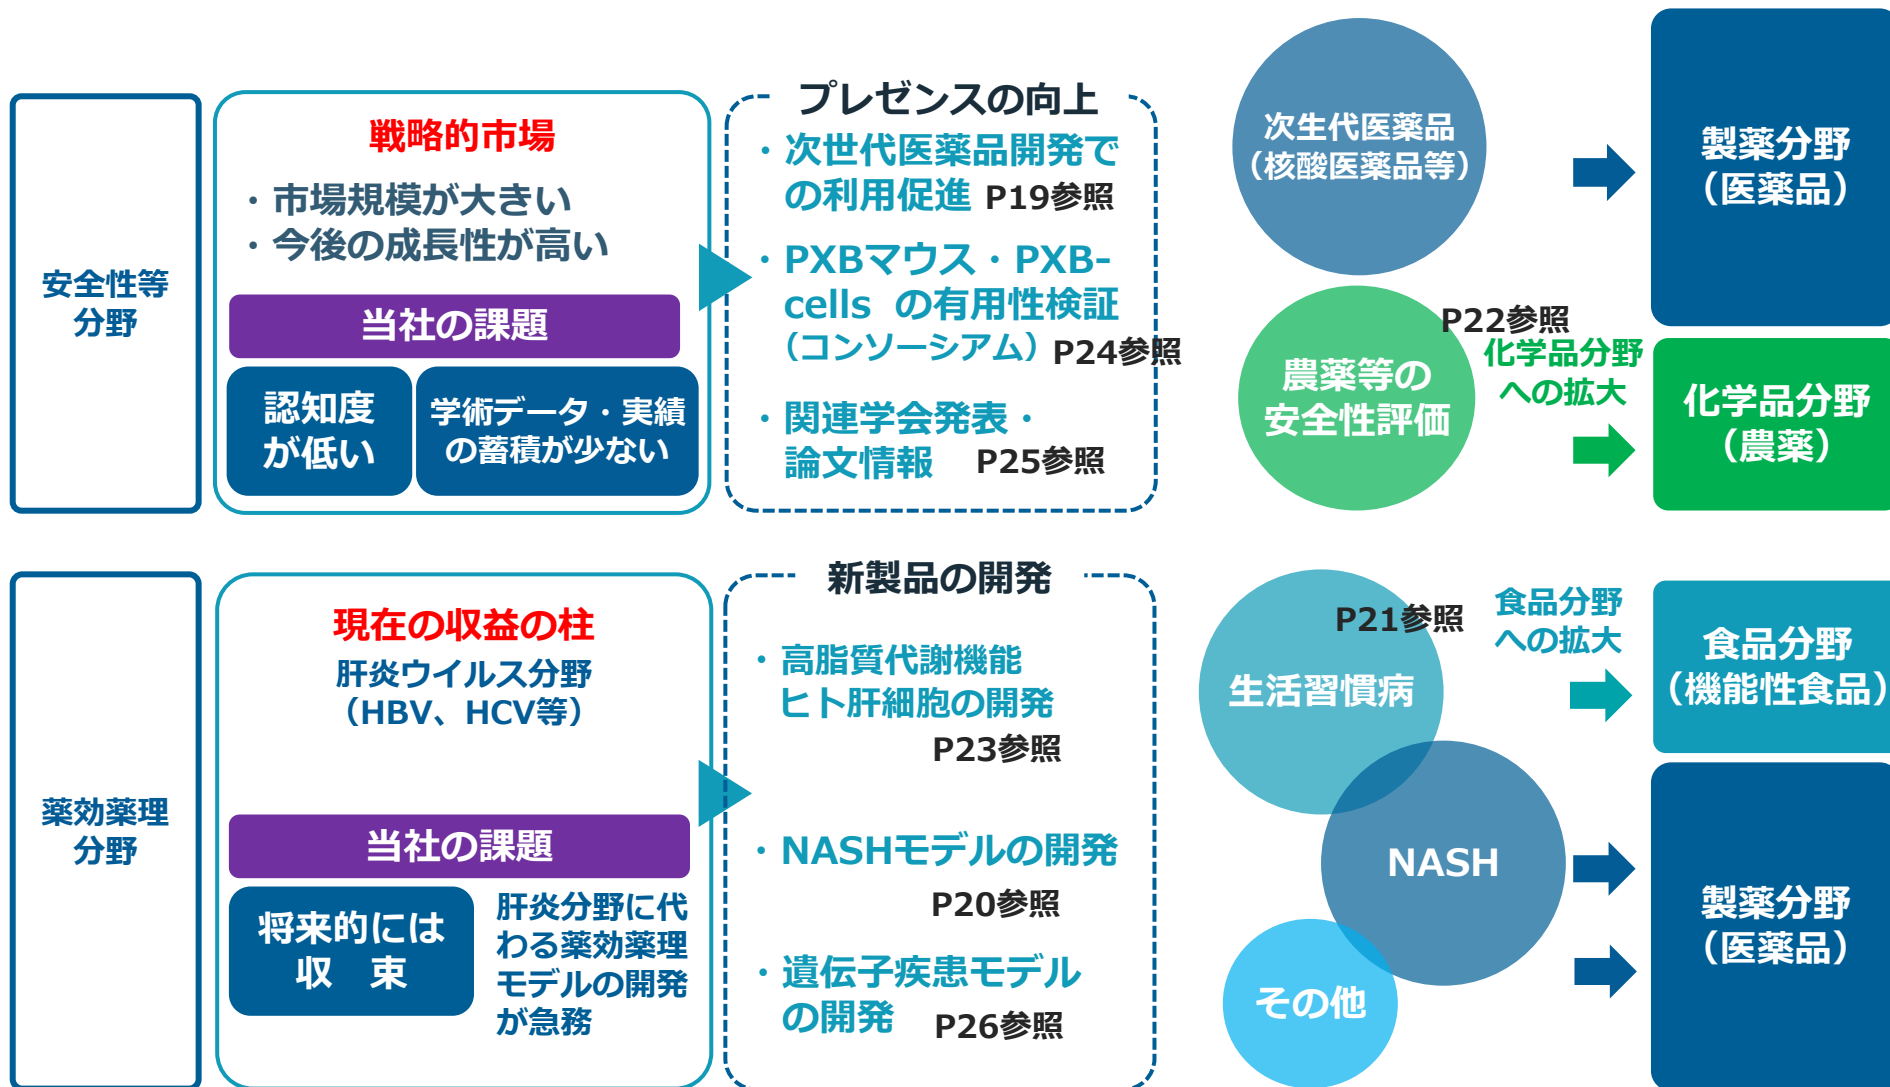 安全性等
分野
戦略的市場
・市場規模が大きい
・今後の成長性が高い
当社の課題
認知度
が低い
学術データ・実績
の蓄積が少ない
プレゼンスの向上
・次世代医薬品開発で
の利用促進 P19参照
・PXBマウス・PXB-
cells の有用性検証
（コンソーシアム） P24参照
・関連学会発表・
論文情報 P25参照
次生代医薬品
（核酸医薬品等）
製薬分野
（医薬品）
農薬等の
安全性評価
P22参照
化学品分野
への拡大
化学品分野
（農薬）
薬効薬理
分野
現在の収益の柱
肝炎ウイルス分野
（HBV、HCV等）
当社の課題
将来的には
収　束
肝炎分野に代
わる薬効薬理
モデルの開発
が急務
新製品の開発
・高脂質代謝機能
ヒト肝細胞の開発
P23参照
・NASHモデルの開発
P20参照
・遺伝子疾患モデル
の開発 P26参照
生活習慣病
P21参照
食品分野
への拡大
食品分野
（機能性食品）
NASH
その他
製薬分野
（医薬品）